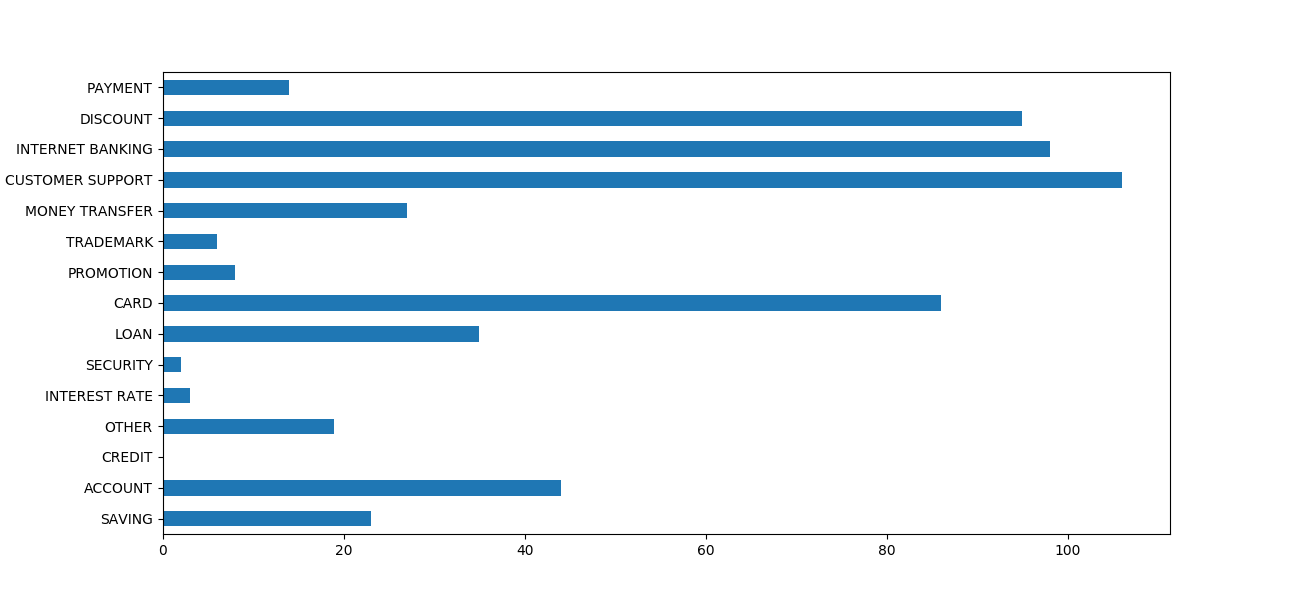 PAYMENT
DISCOUNT
INTERNET BANKING
CUSTOMER SUPPORT
MONEY TRANSFER
TRADEMARK
PROMOTION
CARD
LOAN
SECURITY
INTEREST RATE
OTHER
CREDIT
ACCOUNT
SAVING
0 20 40 60 80 100